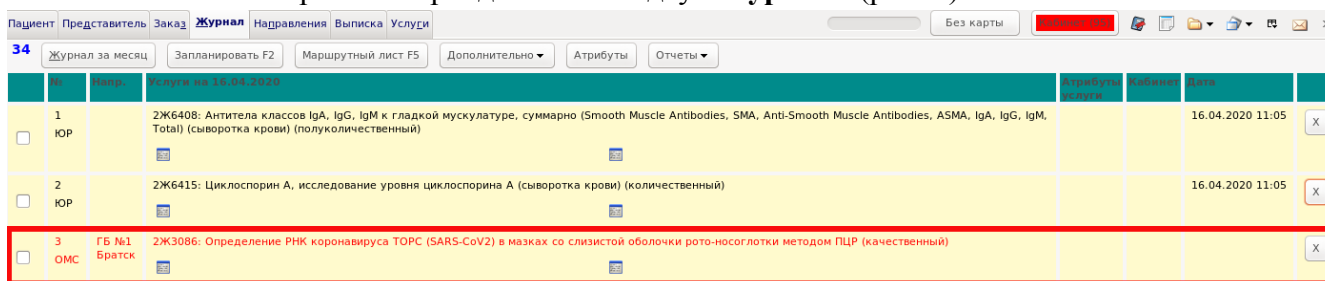 Пациент Представитель Заказ Журнал Направления Выписка Услуги Без карты
34 Журнал за месяц Запланировать F2 Маршрутный лист F5 Дополнительно Атрибуты Отчеты
№ Напр. Услуги на 16.04.2020 Атрибуты услуги Кабинет Дата
1 ЮР 2Ж6408: Антитела классов IgA, IgG, IgM к гладкой мускулатуре, суммарно (Smooth Muscle Antibodies, SMA, Anti-Smooth Muscle Antibodies, ASMA, IgA, IgG, IgM, 16.04.2020 11:05 X
Total) (сыворотка крови) (полуколичественный)
2 ЮР 2Ж6415: Циклоспорин А, исследование уровня циклоспорина А (сыворотка крови) (количественный) 16.04.2020 11:05 X
3 ОМС ГБ №1 Братск 2Ж3086: Определение РНК коронавируса ТОРС (SARS-CoV2) в мазках со слизистой оболочки рото-носоглотки методом ПЦР (качественный) X